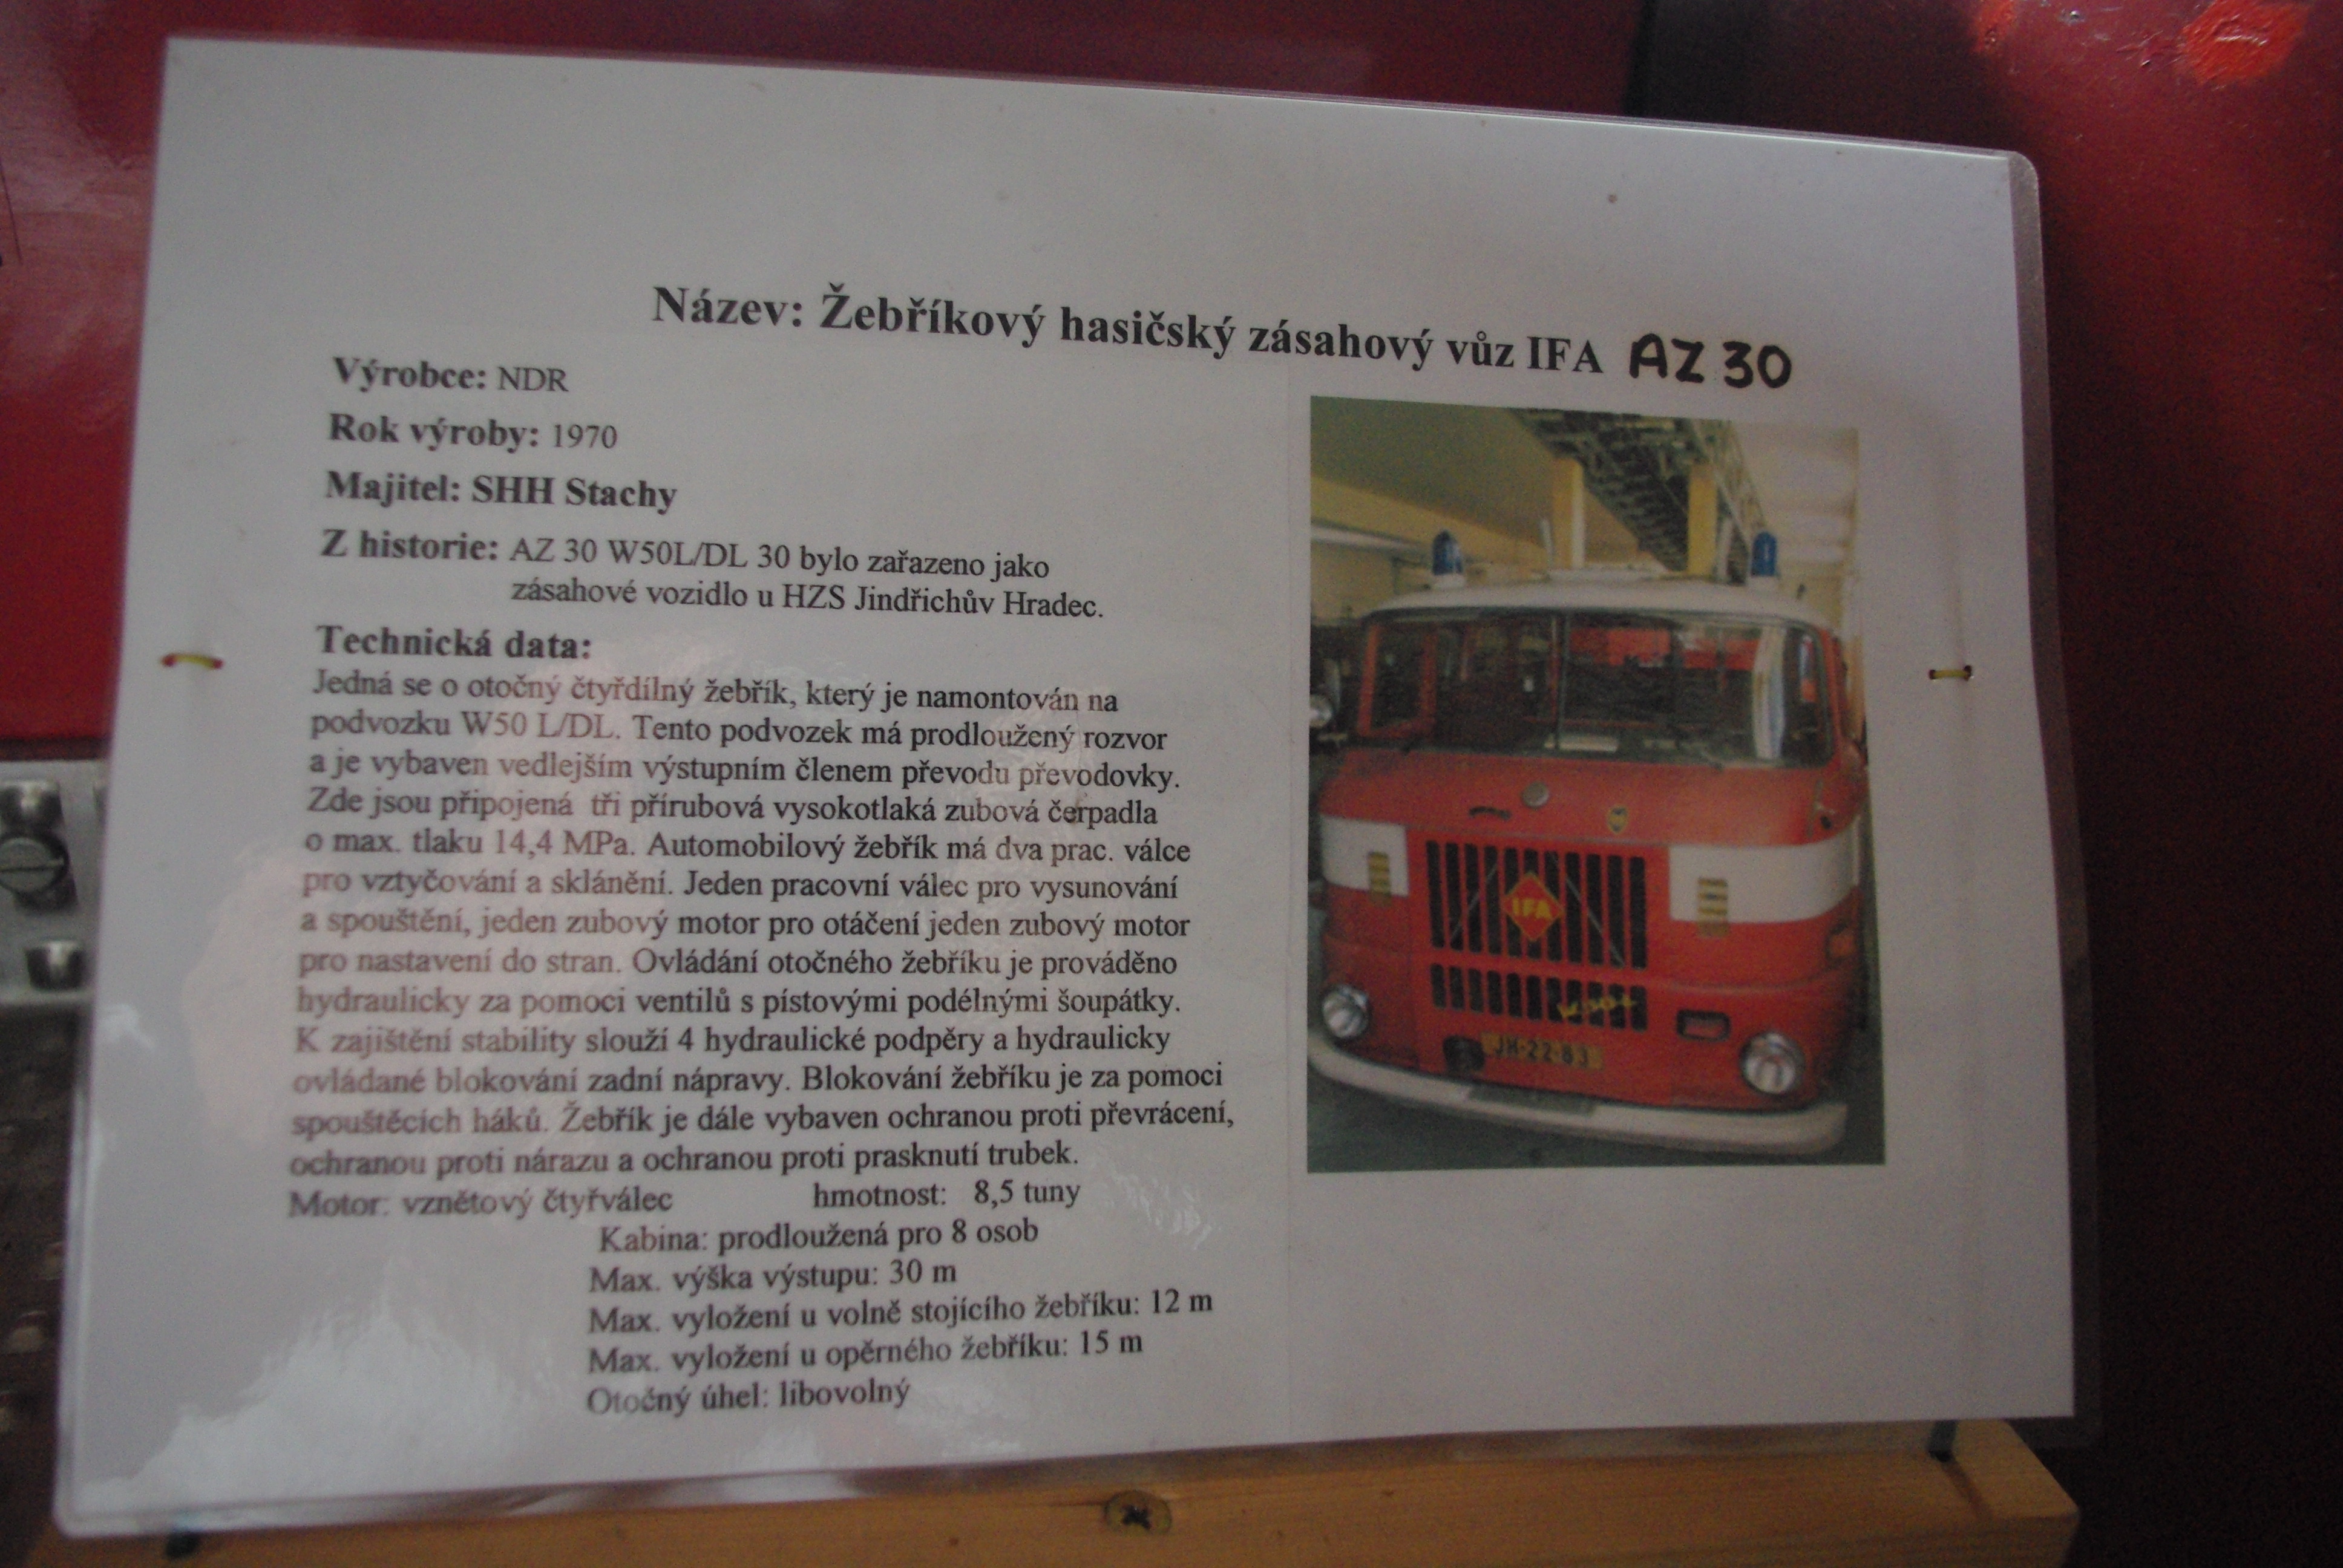 Název: Žebříkový hasičský zásahový vůz IFA AZ 30
Výrobce: NDR
Rok výroby: 1970
Majitel: SHH Stachy
Z historie: AZ 30 W50L/DL 30 bylo zařazeno jako
zásahové vozidlo u HZS Jindřichův Hradec.
Technická data:
Jedná se o otočný čtyřdílný žebřík, který je namontován na
podvozku W50 L/DL. Tento podvozek má prodloužený rozvor
a je vybaven vedlejším výstupním členem převodu převodovky.
Zde jsou připojená tři přírubová vysokotlaká zubová čerpadla
o max. tlaku 14,4 MPa. Automobilový žebřík má dva prac. válce
pro vztyčování a sklánění. Jeden pracovní válec pro vysunování
a spouštění, jeden zubový motor pro otáčení jeden zubový motor
pro nastavení do stran. Ovládání otočného žebříku je prováděno
hydraulicky za pomoci ventilů s pístovými podélnými šoupátky.
K zajištění stability slouží 4 hydraulické podpěry a hydraulicky
ovládané blokování zadní nápravy. Blokování žebříku je za pomoci
spouštěcích háků. Žebřík je dále vybaven ochranou proti převrácení,
ochranou proti nárazu a ochranou proti prasknutí trubek.
Motor: vznětový čtyřválec hmotnost: 8,5 tuny
Kabina: prodloužená pro 8 osob
Max. výška výstupu: 30 m
Max. vyložení u volně stojícího žebříku: 12 m
Max. vyložení u opěrného žebříku: 15 m
Otočný úhel: libovolný
IFA
W 50 L
JH-22-83